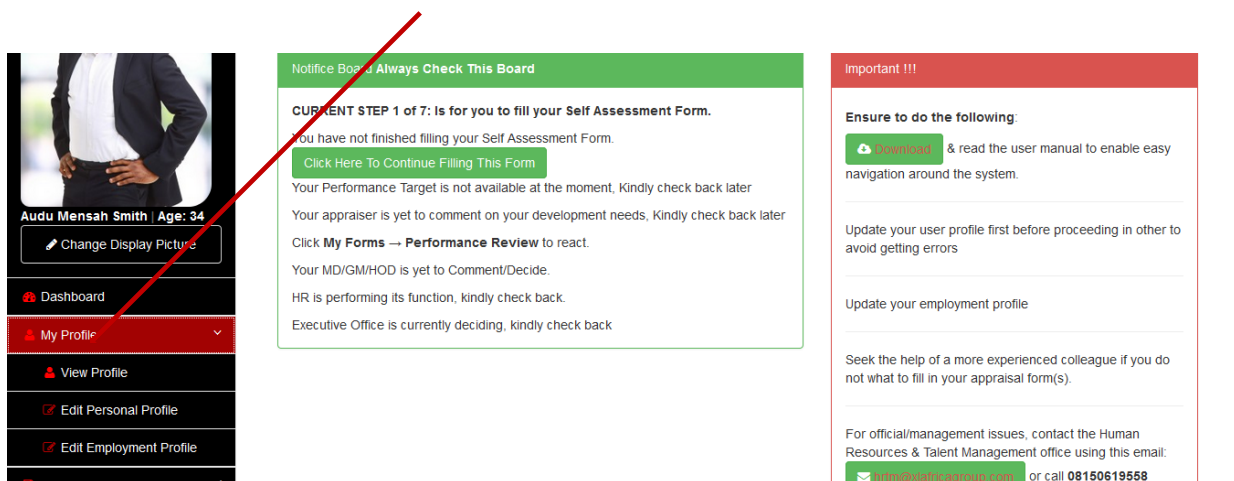 Audu Mensah Smith | Age: 34
Change Display Picture
Dashboard
My Profile
View Profile
Edit Personal Profile
Edit Employment Profile
Notifice Board Always Check This Board
CURRENT STEP 1 of 7: Is for you to fill your Self Assessment Form.
You have not finished filling your Self Assessment Form.
Click Here To Continue Filling This Form
Your Performance Target is not available at the moment, Kindly check back later
Your appraiser is yet to comment on your development needs, Kindly check back later
Click My Forms → Performance Review to react.
Your MD/GM/HOD is yet to Comment/Decide.
HR is performing its function, kindly check back.
Executive Office is currently deciding, kindly check back
Important !!!
Ensure to do the following:
Download & read the user manual to enable easy
navigation around the system.
Update your user profile first before proceeding in other to
avoid getting errors
Update your employment profile
Seek the help of a more experienced colleague if you do
not what to fill in your appraisal form(s).
For official/management issues, contact the Human
Resources & Talent Management office using this email:
hrtm@xlafricagroup.com or call 08150619558